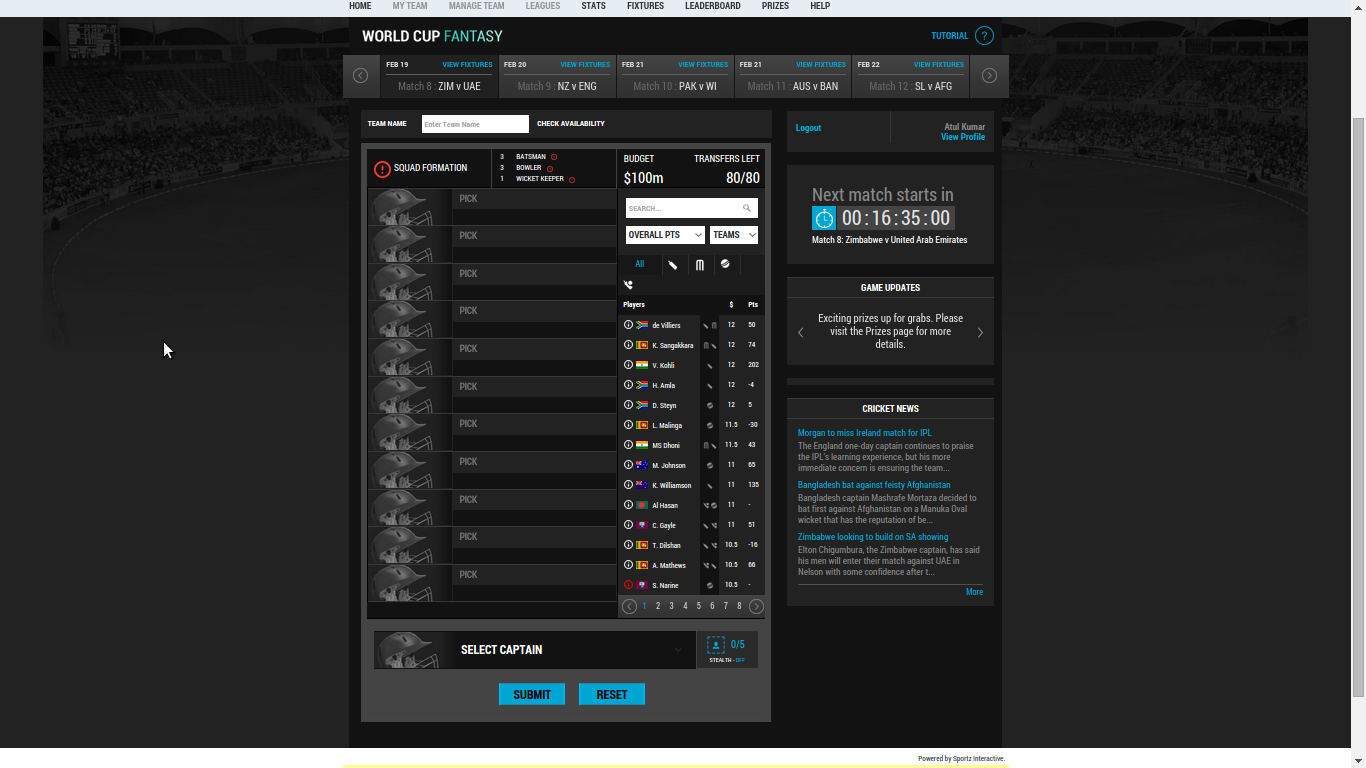 HOME MY TEAM MANAGE TEAM LEAGUES STATS FIXTURES LEADERBOARD PRIZES HELP
WORLD CUP FANTASY
TUTORIAL ?
FEB 19 VIEW FIXTURES
Match 8 : ZIM v UAE
FEB 20 VIEW FIXTURES
Match 9 : NZ v ENG
FEB 21 VIEW FIXTURES
Match 10 : PAK v WI
FEB 21 VIEW FIXTURES
Match 11 : AUS v BAN
FEB 22 VIEW FIXTURES
Match 12 : SL v AFG
TEAM NAME Enter Team Name CHECK AVAILABILITY
SQUAD FORMATION
3 BATSMAN
3 BOWLER
1 WICKET KEEPER
BUDGET TRANSFERS LEFT
$100m 80/80
PICK
PICK
PICK
PICK
PICK
PICK
PICK
PICK
PICK
PICK
PICK
SEARCH...
OVERALL PTS TEAMS
All
Players $ Pts
de Villiers 12 50
K. Sangakkara 12 74
V. Kohli 12 202
H. Amla 12 -4
D. Steyn 12 5
L. Malinga 11.5 -30
MS Dhoni 11.5 43
M. Johnson 11 65
K. Williamson 11 135
Al Hasan 11 -
C. Gayle 11 51
T. Dilshan 10.5 -16
A. Mathews 10.5 66
S. Narine 10.5 -
1 2 3 4 5 6 7 8
SELECT CAPTAIN
0/5
STEALTH - OFF
SUBMIT RESET
Logout
Atul Kumar
View Profile
Next match starts in
00:16:35:00
Match 8: Zimbabwe v United Arab Emirates
GAME UPDATES
Exciting prizes up for grabs. Please
visit the Prizes page for more
details.
CRICKET NEWS
Morgan to miss Ireland match for IPL
The England one-day captain continues to praise
the IPL's learning experience, but his more
immediate concern is ensuring the team...
Bangladesh bat against feisty Afghanistan
Bangladesh captain Mashrafe Mortaza decided to
bat first against Afghanistan on a Manuka Oval
wicket that has the reputation of be...
Zimbabwe looking to build on SA showing
Elton Chigumbura, the Zimbabwe captain, has said
his men will enter their match against UAE in
Nelson with some confidence after t...
More
Powered by Sportz Interactive.